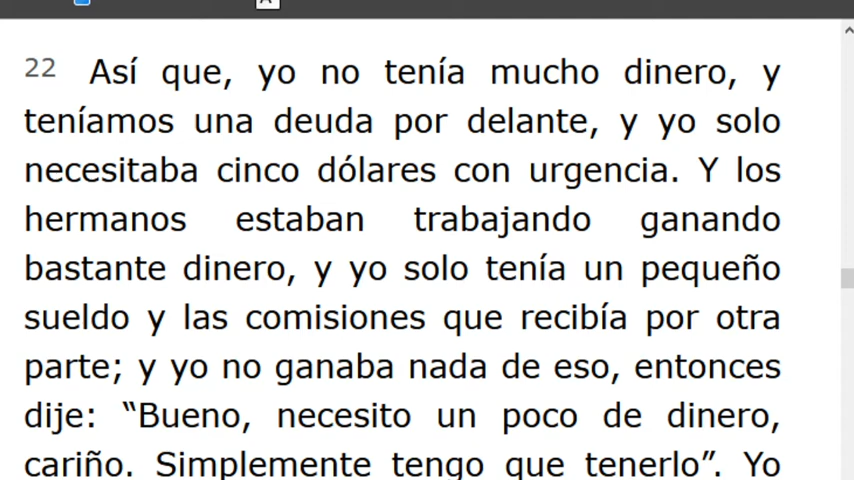 22 Así que, yo no tenía mucho dinero, y
teníamos una deuda por delante, y yo solo
necesitaba cinco dólares con urgencia. Y los
hermanos estaban trabajando ganando
bastante dinero, y yo solo tenía un pequeño
sueldo y las comisiones que recibía por otra
parte; y yo no ganaba nada de eso, entonces
dije: “Bueno, necesito un poco de dinero,
cariño. Simplemente tengo que tenerlo”. Yo